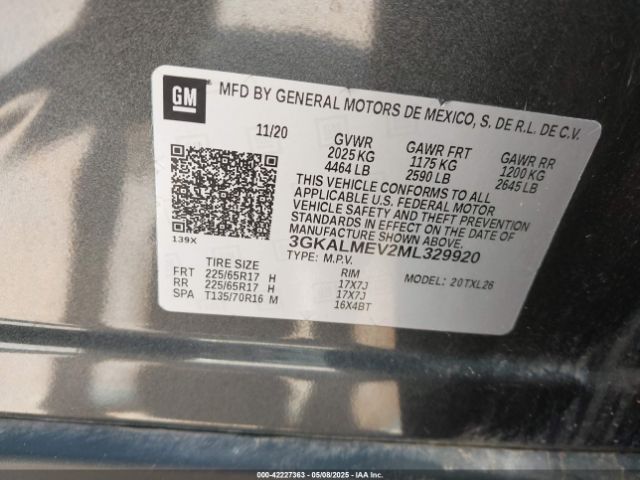 GM
MFD BY GENERAL MOTORS DE MEXICO, S. DE R.L. DE C.V.
11/20 GVWR GAWR FRT GAWR RR
2025 KG 1175 KG 1200 KG
4464 LB 2590 LB 2645 LB
THIS VEHICLE CONFORMS TO ALL
APPLICABLE U.S. FEDERAL MOTOR
VEHICLE SAFETY AND THEFT PREVENTION
STANDARDS IN EFFECT ON THE DATE OF
MANUFACTURE SHOWN ABOVE.
139X 3GKALMEV2ML329920
TYPE: M.P.V. MODEL: 20TXL26
TIRE SIZE RIM
FRT 225/65R17 H 17X7J
RR 225/65R17 H 17X7J
SPA T135/70R16 M 16X4BT
000-42227363 - 05/08/2025 - IAA Inc.